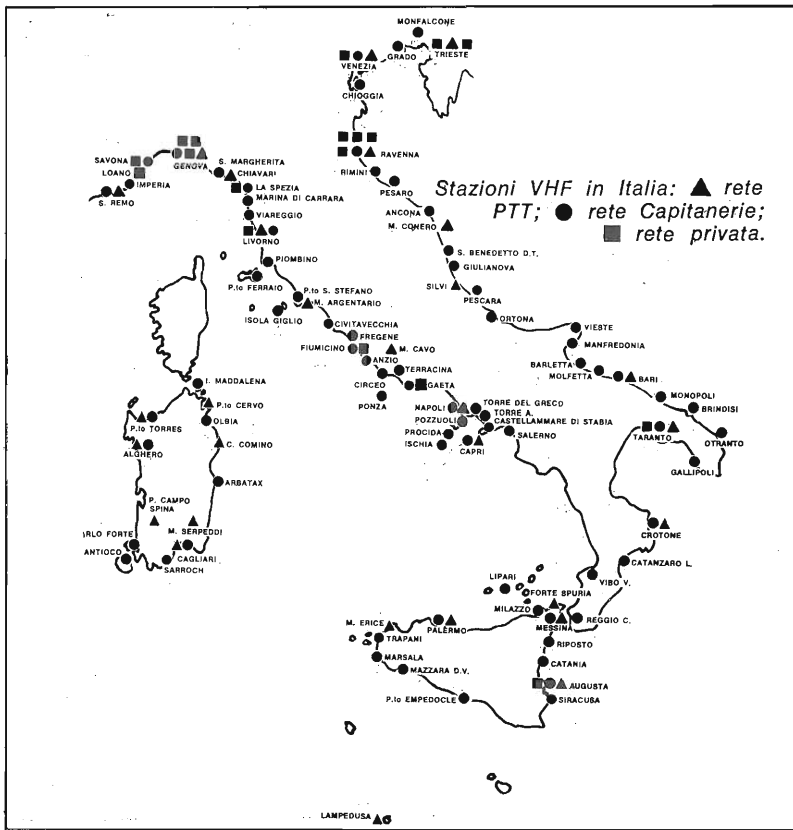 MONFALCONE
GRADO
TRIESTE
VENEZIA
CHIOGGIA
RAVENNA
RIMINI
PESARO
Stazioni VHF in Italia: ▲ rete
PTT; ● rete Capitanerie;
■ rete privata.
ANCONA
M. CONERO
S. BENEDETTO D.T.
GIULIANOVA
SILVI
PESCARA
ORTONA
VIESTE
MANFREDONIA
BARLETTA
MOLFETTA
BARI
MONOPOLI
BRINDISI
OTRANTO
TARANTO
GALLIPOLI
CROTONE
CATANZARO L.
VIBO V.
REGGIO C.
SAVONA
GENOVA
LOANO
IMPERIA
S. REMO
S. MARGHERITA
CHIAVARI
LA SPEZIA
MARINA DI CARRARA
VIAREGGIO
LIVORNO
PIOMBINO
P.to FERRAIO
P.to S. STEFANO
M. ARGENTARIO
ISOLA GIGLIO
CIVITAVECCHIA
FREGENE
FIUMICINO
M. CAVO
ANZIO
TERRACINA
CIRCEO
GAETA
PONZA
NAPOLI
TORRE DEL GRECO
TORRE A.
POZZUOLI
CASTELLAMMARE DI STABIA
PROCIDA
SALERNO
ISCHIA
CAPRI
I. MADDALENA
P.to CERVO
P.to TORRES
OLBIA
ALGHERO
C. COMINO
ARBATAX
P. CAMPO
SPINA
M. SERPEDDI
RLO FORTE
ANTIOCO
CAGLIARI
SARROCH
LIPARI
FORTE SPURIA
MILAZZO
MESSINA
M. ERICE
PALERMO
TRAPANI
RIPOSTO
MARSALA
CATANIA
MAZZARA D.V.
AUGUSTA
P.to EMPEDOCLE
SIRACUSA
LAMPEDUSA